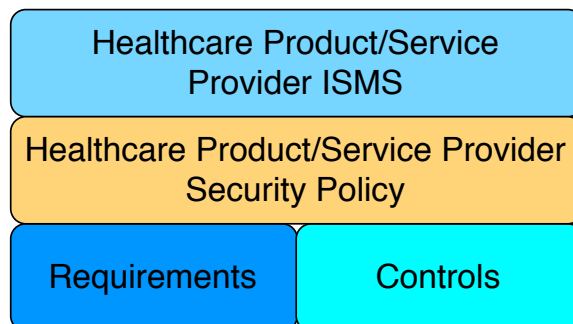 Healthcare Product/Service
Provider ISMS
Healthcare Product/Service Provider
Security Policy
Requirements
Controls